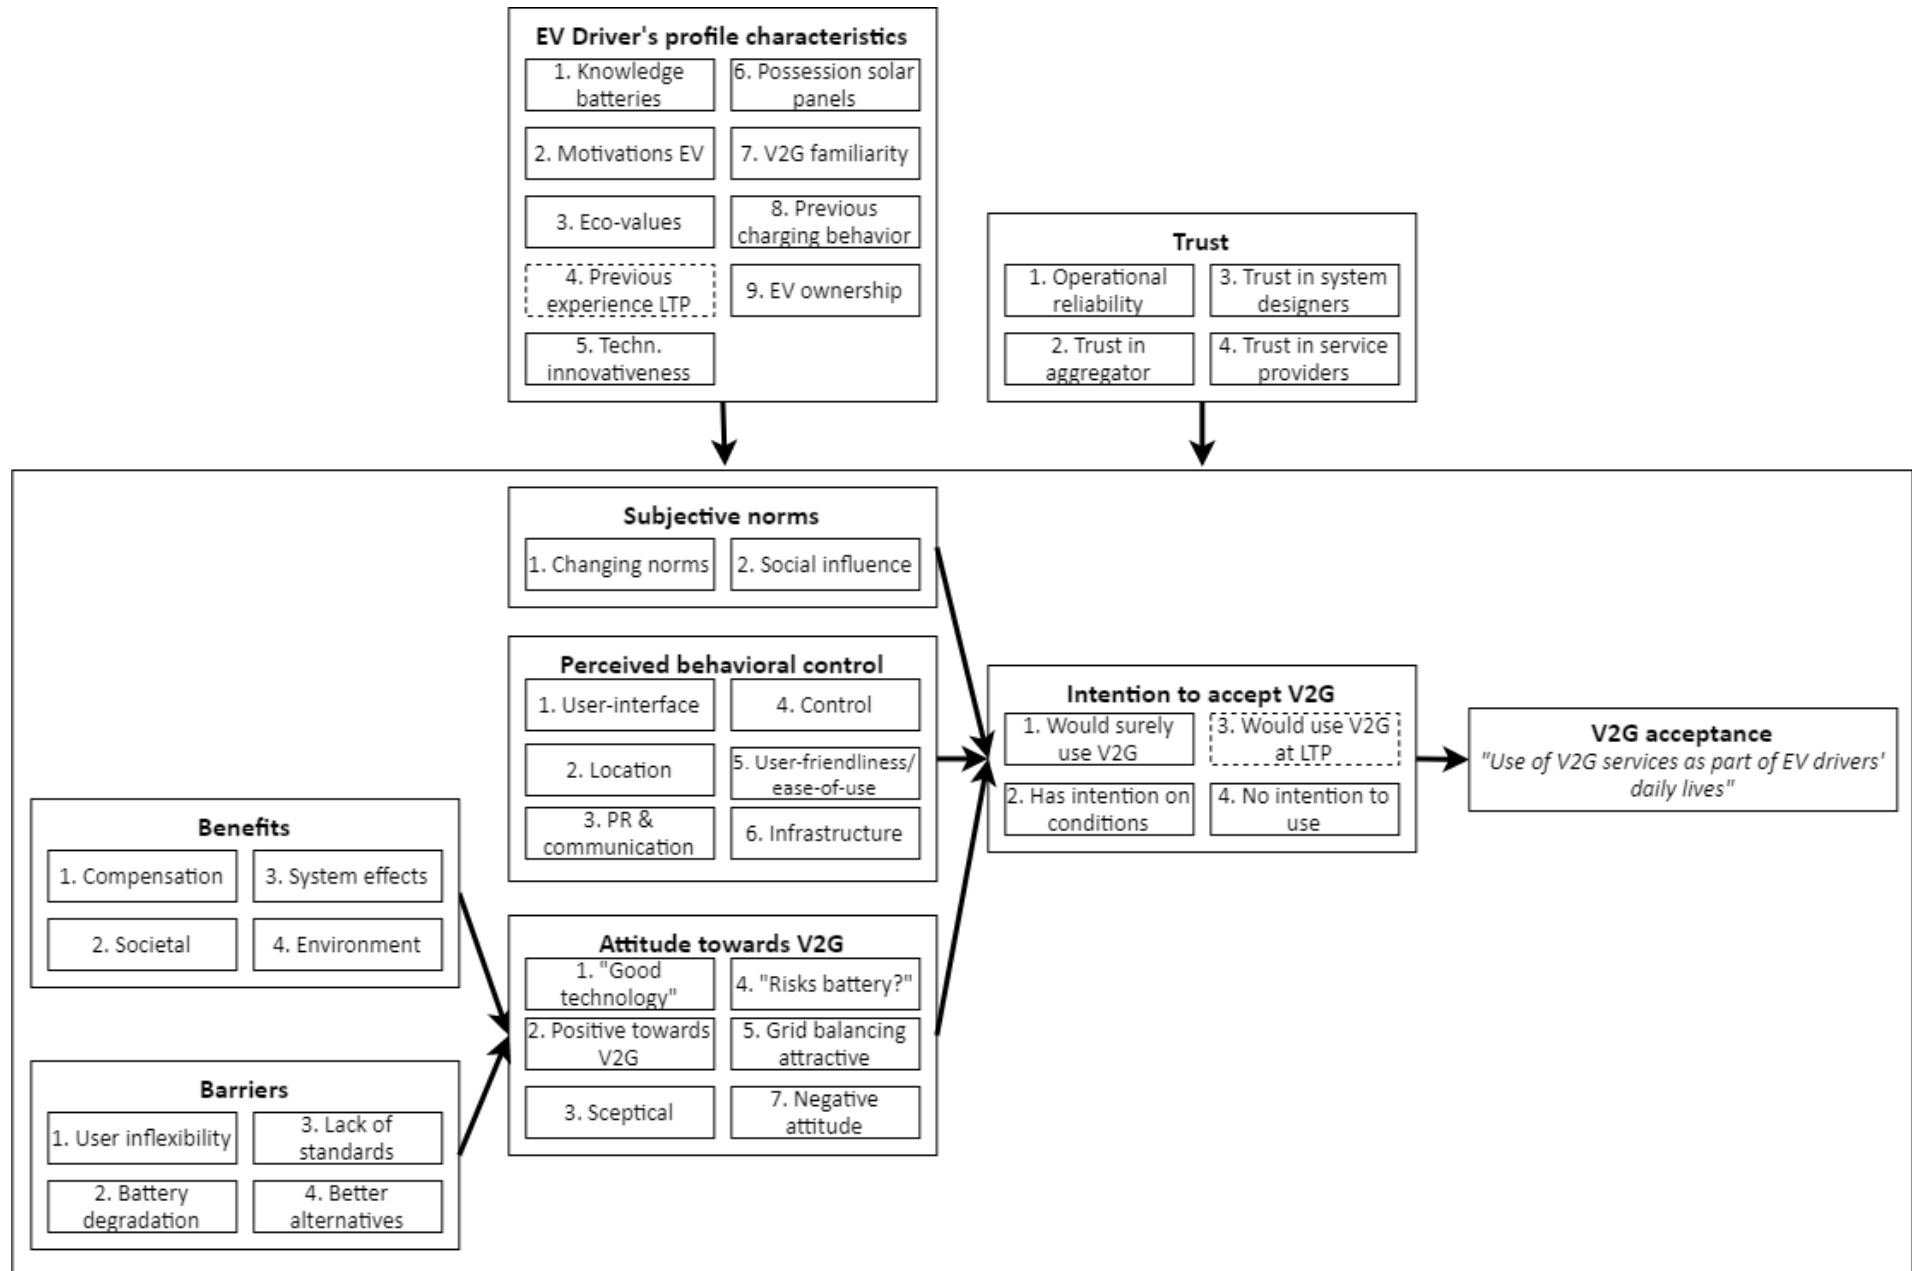 EV Driver's profile characteristics
1. Knowledge
batteries
6. Possession solar
panels
2. Motivations EV
7. V2G familiarity
3. Eco-values
8. Previous
charging behavior
4. Previous
experience LTP
9. EV ownership
5. Techn.
innovativeness
Trust
1. Operational
reliability
3. Trust in system
designers
2. Trust in
aggregator
4. Trust in service
providers
Subjective norms
1. Changing norms
2. Social influence
Perceived behavioral control
1. User-interface
4. Control
2. Location
5. User-friendliness/
ease-of-use
3. PR &
communication
6. Infrastructure
Benefits
1. Compensation
3. System effects
2. Societal
4. Environment
Barriers
1. User inflexibility
3. Lack of
standards
2. Battery
degradation
4. Better
alternatives
Attitude towards V2G
1. "Good
technology"
4. "Risks battery?"
2. Positive towards
V2G
5. Grid balancing
attractive
3. Sceptical
7. Negative
attitude
Intention to accept V2G
1. Would surely
use V2G
3. Would use V2G
at LTP
2. Has intention on
conditions
4. No intention to
use
V2G acceptance
"Use of V2G services as part of EV drivers'
daily lives"